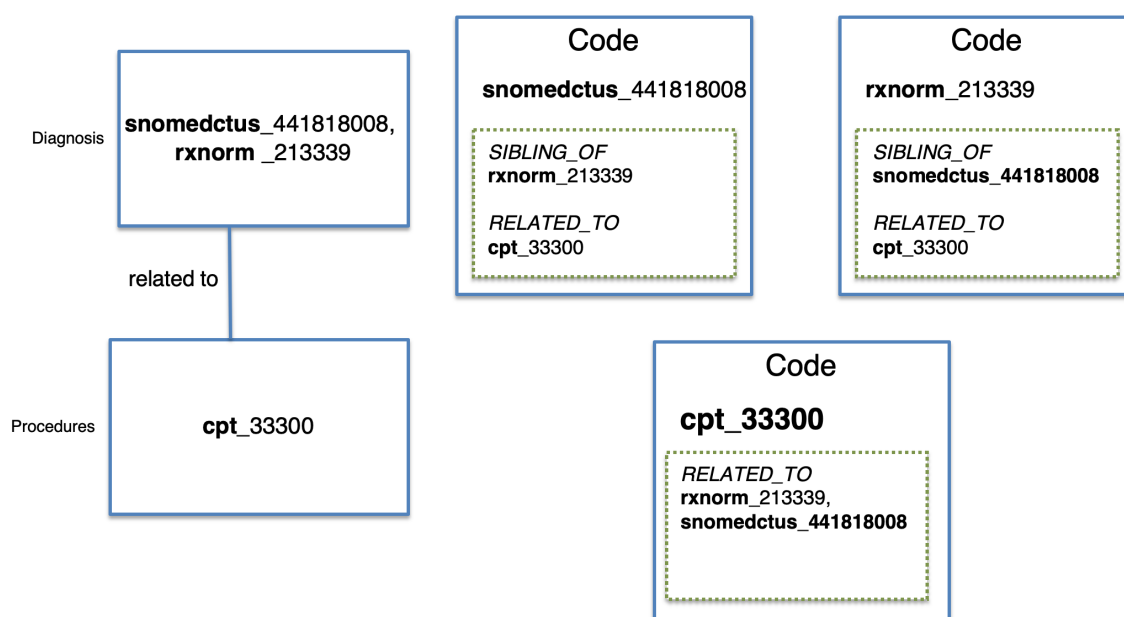 Diagnosis
snomedctus_441818008,
rxnorm _213339
related to
Procedures
cpt_33300
Code
snomedctus_441818008
SIBLING_OF
rxnorm_213339
RELATED_TO
cpt_33300
Code
rxnorm_213339
SIBLING_OF
snomedctus_441818008
RELATED_TO
cpt_33300
Code
cpt_33300
RELATED_TO
rxnorm_213339,
snomedctus_441818008